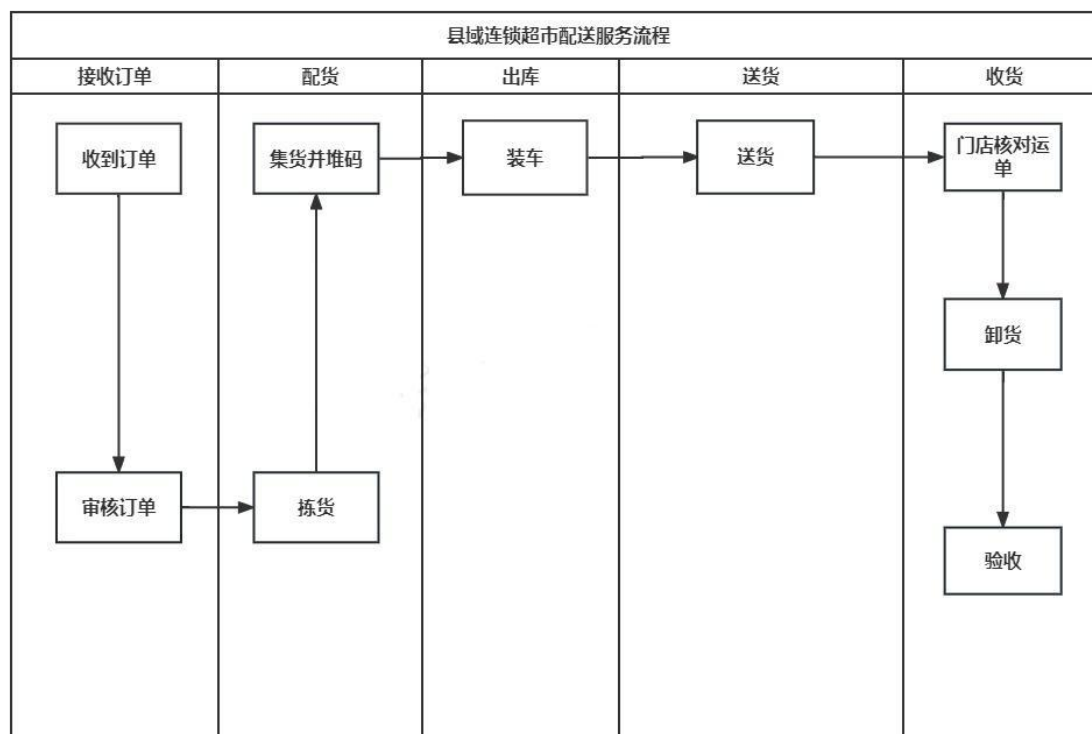 县域连锁超市配送服务流程
接收订单
配货
出库
送货
收货
收到订单
集货并堆码
装车
送货
门店核对运
单
卸货
审核订单
拣货
验收